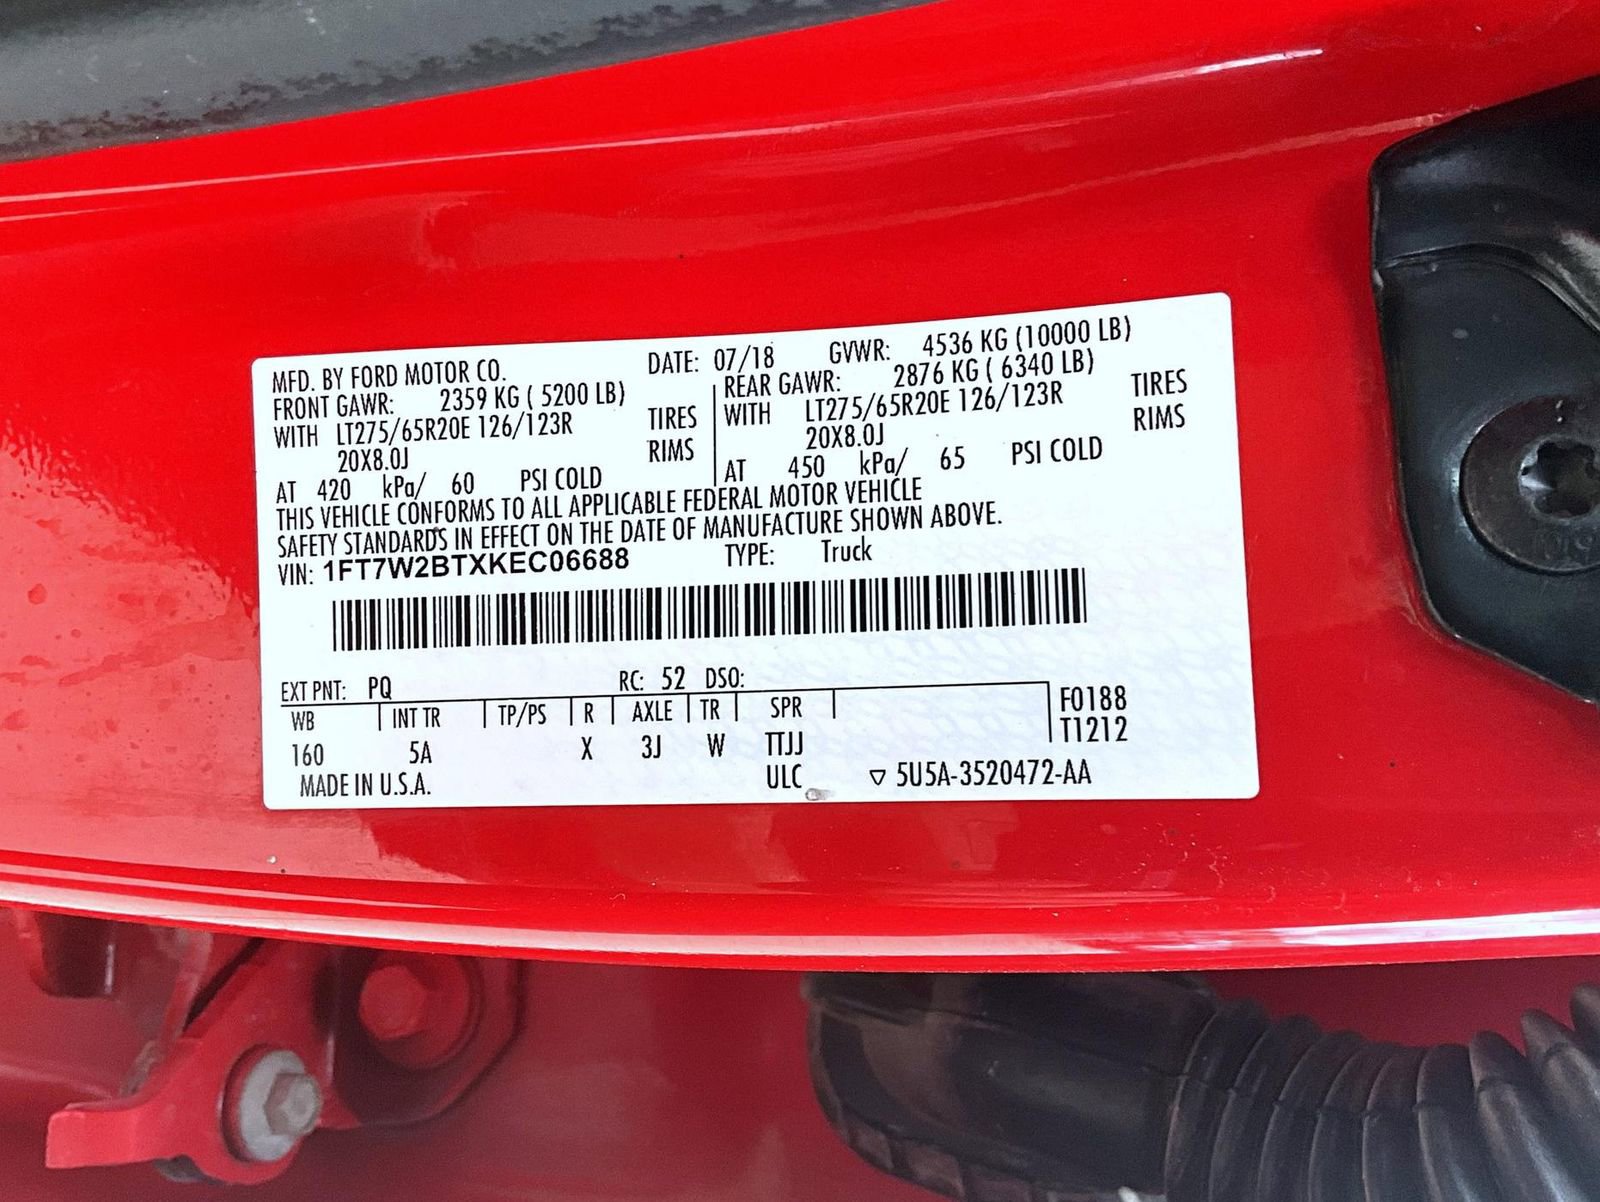 MFD. BY FORD MOTOR CO. DATE: 07/18 GVWR: 4536 KG (10000 LB)
FRONT GAWR: 2359 KG ( 5200 LB) REAR GAWR: 2876 KG ( 6340 LB)
WITH LT275/65R20E 126/123R TIRES WITH LT275/65R20E 126/123R TIRES
20X8.0J RIMS 20X8.0J RIMS
AT 420 kPa/ 60 PSI COLD AT 450 kPa/ 65 PSI COLD
THIS VEHICLE CONFORMS TO ALL APPLICABLE FEDERAL MOTOR VEHICLE
SAFETY STANDARDS IN EFFECT ON THE DATE OF MANUFACTURE SHOWN ABOVE.
VIN: 1FT7W2BTXKEC06688 TYPE: Truck
EXT PNT: PQ RC: 52 DSO:
WB INT TR TP/PS R AXLE TR SPR F0188
160 5A X 3J W TTJJ T1212
MADE IN U.S.A. ULC ▽ 5U5A-3520472-AA